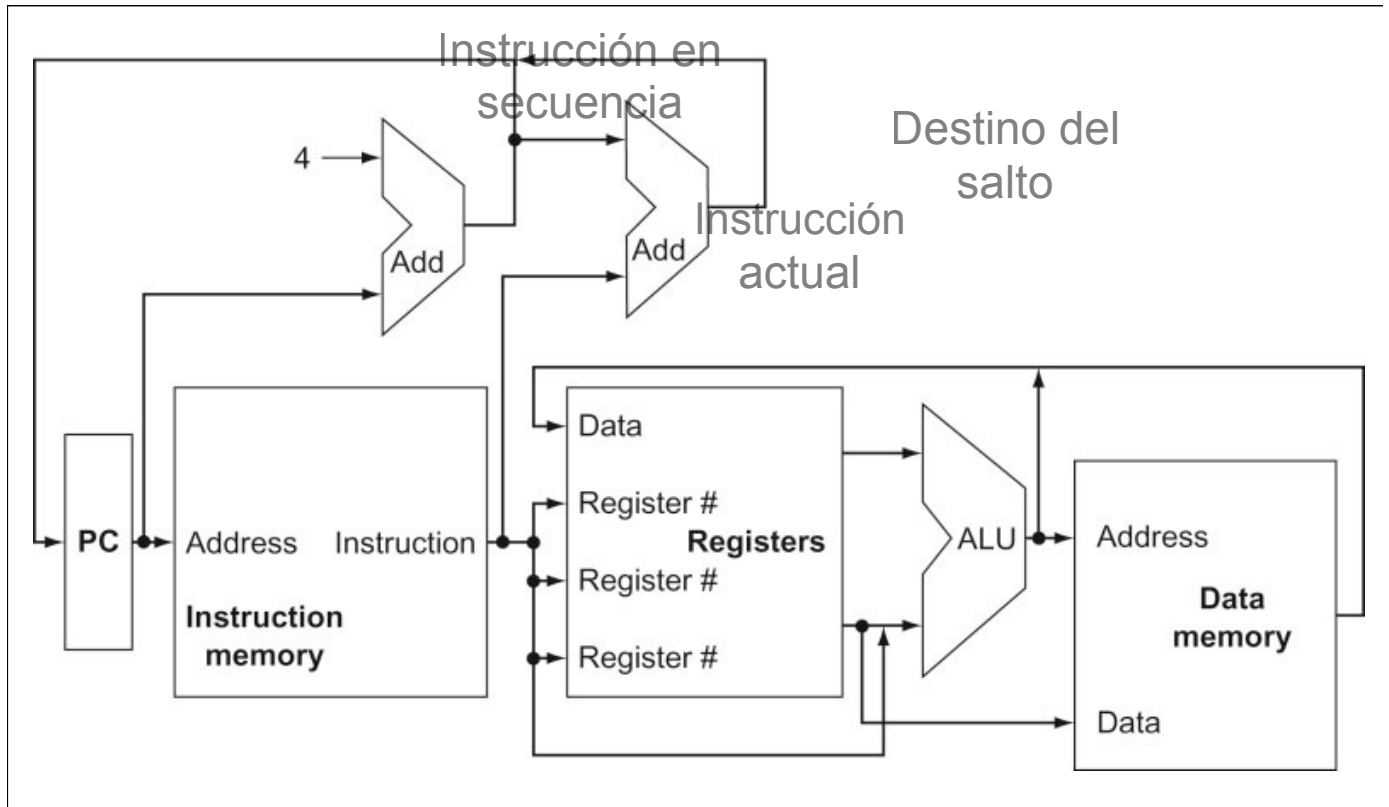 Instrucción en
secuencia
Destino del
salto
4
Add
Add
Instrucción
actual
Data
Register #
PC
Address
Instruction
Registers
ALU
Address
Register #
Instruction
memory
Data
memory
Register #
Data